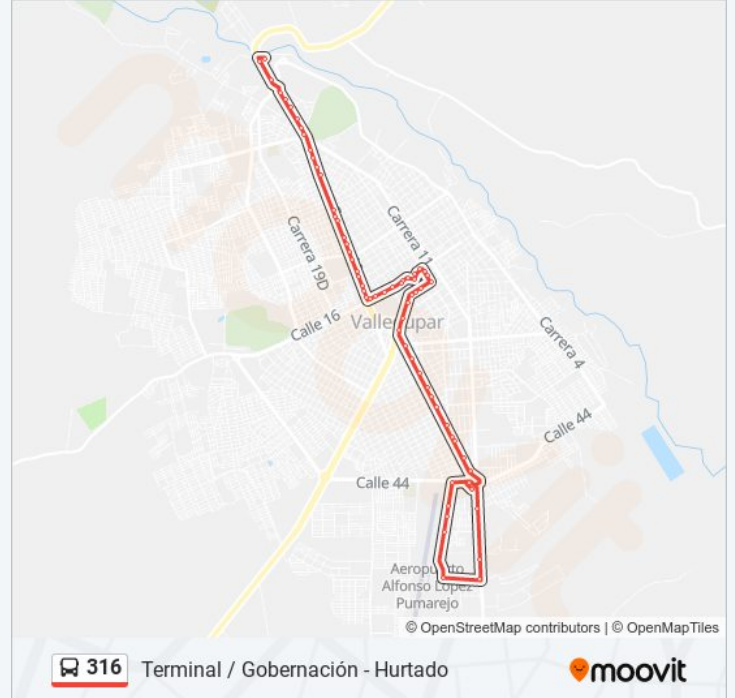 Carrera 11
Carrera 19D
Calle 16
Valledupar
Carrera 4
Calle 44
Calle 44
Aeropuerto
Alfonso López
Pumarejo
© OpenStreetMap contributors | © OpenMapTiles
316 Terminal / Gobernación - Hurtado
moovit